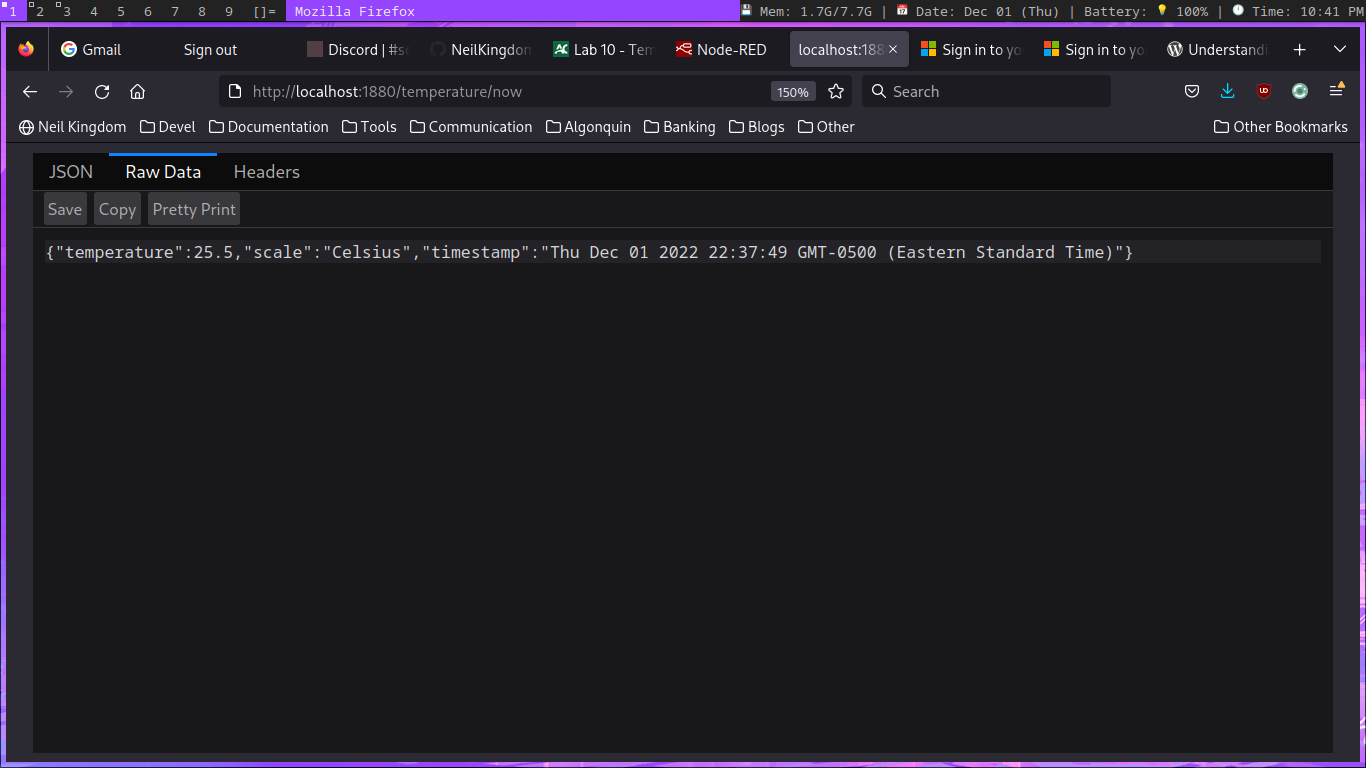 1 2 3 4 5 6 7 8 9 []= Mozilla Firefox Mem: 1.7G/7.7G | Date: Dec 01 (Thu) | Battery: 100% | Time: 10:41 PM
Gmail Sign out Discord | #s NeilKingdom Lab 10 - Tem Node-RED localhost:188 Sign in to yo Sign in to yo Understandi
http://localhost:1880/temperature/now 150% Search
Neil Kingdom Devel Documentation Tools Communication Algonquin Banking Blogs Other Other Bookmarks
JSON Raw Data Headers
Save Copy Pretty Print
{"temperature":25.5,"scale":"Celsius","timestamp":"Thu Dec 01 2022 22:37:49 GMT-0500 (Eastern Standard Time)"}